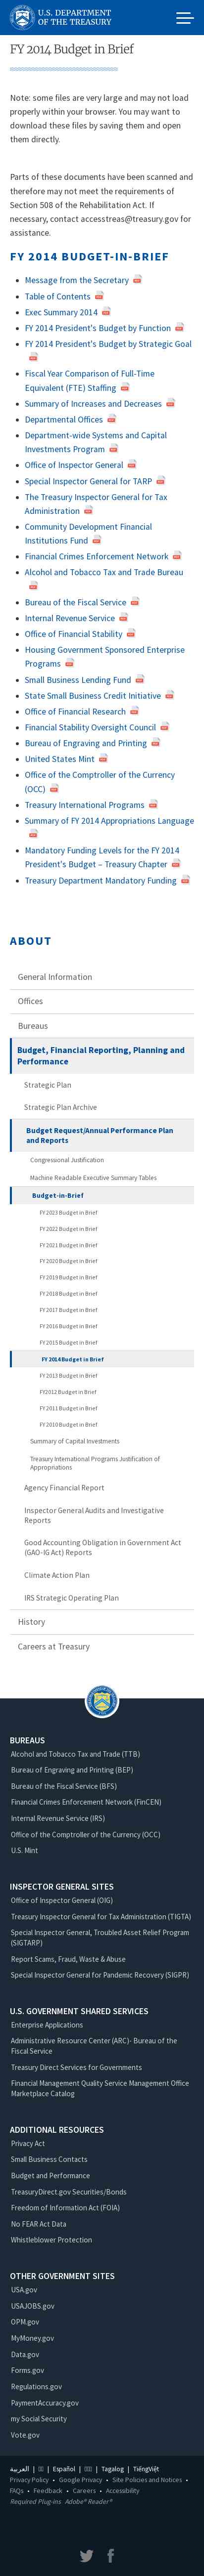 U.S. DEPARTMENT
OF THE TREASURY
FY 2014 Budget in Brief
Note: some files are very large and may not load
properly within your browser. You may want to
download these files by saving them and open
them directly.
Parts of these documents have been scanned and
therefore may not meet the requirements of
Section 508 of the Rehabilitation Act. If
necessary, contact accesstreas@treasury.gov for
assistance.
FY 2014 BUDGET-IN-BRIEF
Message from the Secretary
Table of Contents
Exec Summary 2014
FY 2014 President's Budget by Function
FY 2014 President's Budget by Strategic Goal
Fiscal Year Comparison of Full-Time
Equivalent (FTE) Staffing
Summary of Increases and Decreases
Departmental Offices
Department-wide Systems and Capital
Investments Program
Office of Inspector General
Special Inspector General for TARP
The Treasury Inspector General for Tax
Administration
Community Development Financial
Institutions Fund
Financial Crimes Enforcement Network
Alcohol and Tobacco Tax and Trade Bureau
Bureau of the Fiscal Service
Internal Revenue Service
Office of Financial Stability
Housing Government Sponsored Enterprise
Programs
Small Business Lending Fund
State Small Business Credit Initiative
Office of Financial Research
Financial Stability Oversight Council
Bureau of Engraving and Printing
United States Mint
Office of the Comptroller of the Currency
(OCC)
Treasury International Programs
Summary of FY 2014 Appropriations Language
Mandatory Funding Levels for the FY 2014
President's Budget – Treasury Chapter
Treasury Department Mandatory Funding
ABOUT
General Information
Offices
Bureaus
Budget, Financial Reporting, Planning and
Performance
Strategic Plan
Strategic Plan Archive
Budget Request/Annual Performance Plan
and Reports
Congressional Justification
Machine Readable Executive Summary Tables
Budget-in-Brief
FY 2023 Budget in Brief
FY 2022 Budget in Brief
FY 2021 Budget in Brief
FY 2020 Budget in Brief
FY 2019 Budget in Brief
FY 2018 Budget in Brief
FY 2017 Budget in Brief
FY 2016 Budget in Brief
FY 2015 Budget in Brief
FY 2014 Budget in Brief
FY 2013 Budget in Brief
FY2012 Budget in Brief
FY 2011 Budget in Brief
FY 2010 Budget in Brief
Summary of Capital Investments
Treasury International Programs Justification of
Appropriations
Agency Financial Report
Inspector General Audits and Investigative
Reports
Good Accounting Obligation in Government Act
(GAO-IG Act) Reports
Climate Action Plan
IRS Strategic Operating Plan
History
Careers at Treasury
BUREAUS
Alcohol and Tobacco Tax and Trade (TTB)
Bureau of Engraving and Printing (BEP)
Bureau of the Fiscal Service (BFS)
Financial Crimes Enforcement Network (FinCEN)
Internal Revenue Service (IRS)
Office of the Comptroller of the Currency (OCC)
U.S. Mint
INSPECTOR GENERAL SITES
Office of Inspector General (OIG)
Treasury Inspector General for Tax Administration (TIGTA)
Special Inspector General, Troubled Asset Relief Program
(SIGTARP)
Report Scams, Fraud, Waste & Abuse
Special Inspector General for Pandemic Recovery (SIGPR)
U.S. GOVERNMENT SHARED SERVICES
Enterprise Applications
Administrative Resource Center (ARC)- Bureau of the
Fiscal Service
Treasury Direct Services for Governments
Financial Management Quality Service Management Office
Marketplace Catalog
ADDITIONAL RESOURCES
Privacy Act
Small Business Contacts
Budget and Performance
TreasuryDirect.gov Securities/Bonds
Freedom of Information Act (FOIA)
No FEAR Act Data
Whistleblower Protection
OTHER GOVERNMENT SITES
USA.gov
USAJOBS.gov
OPM.gov
MyMoney.gov
Data.gov
Forms.gov
Regulations.gov
PaymentAccuracy.gov
my Social Security
Vote.gov
العربية | | Español | | Tagalog | TiếngViệt
Privacy Policy • Google Privacy • Site Policies and Notices •
FAQs • Feedback • Careers • Accessibility
Required Plug-ins Adobe® Reader®